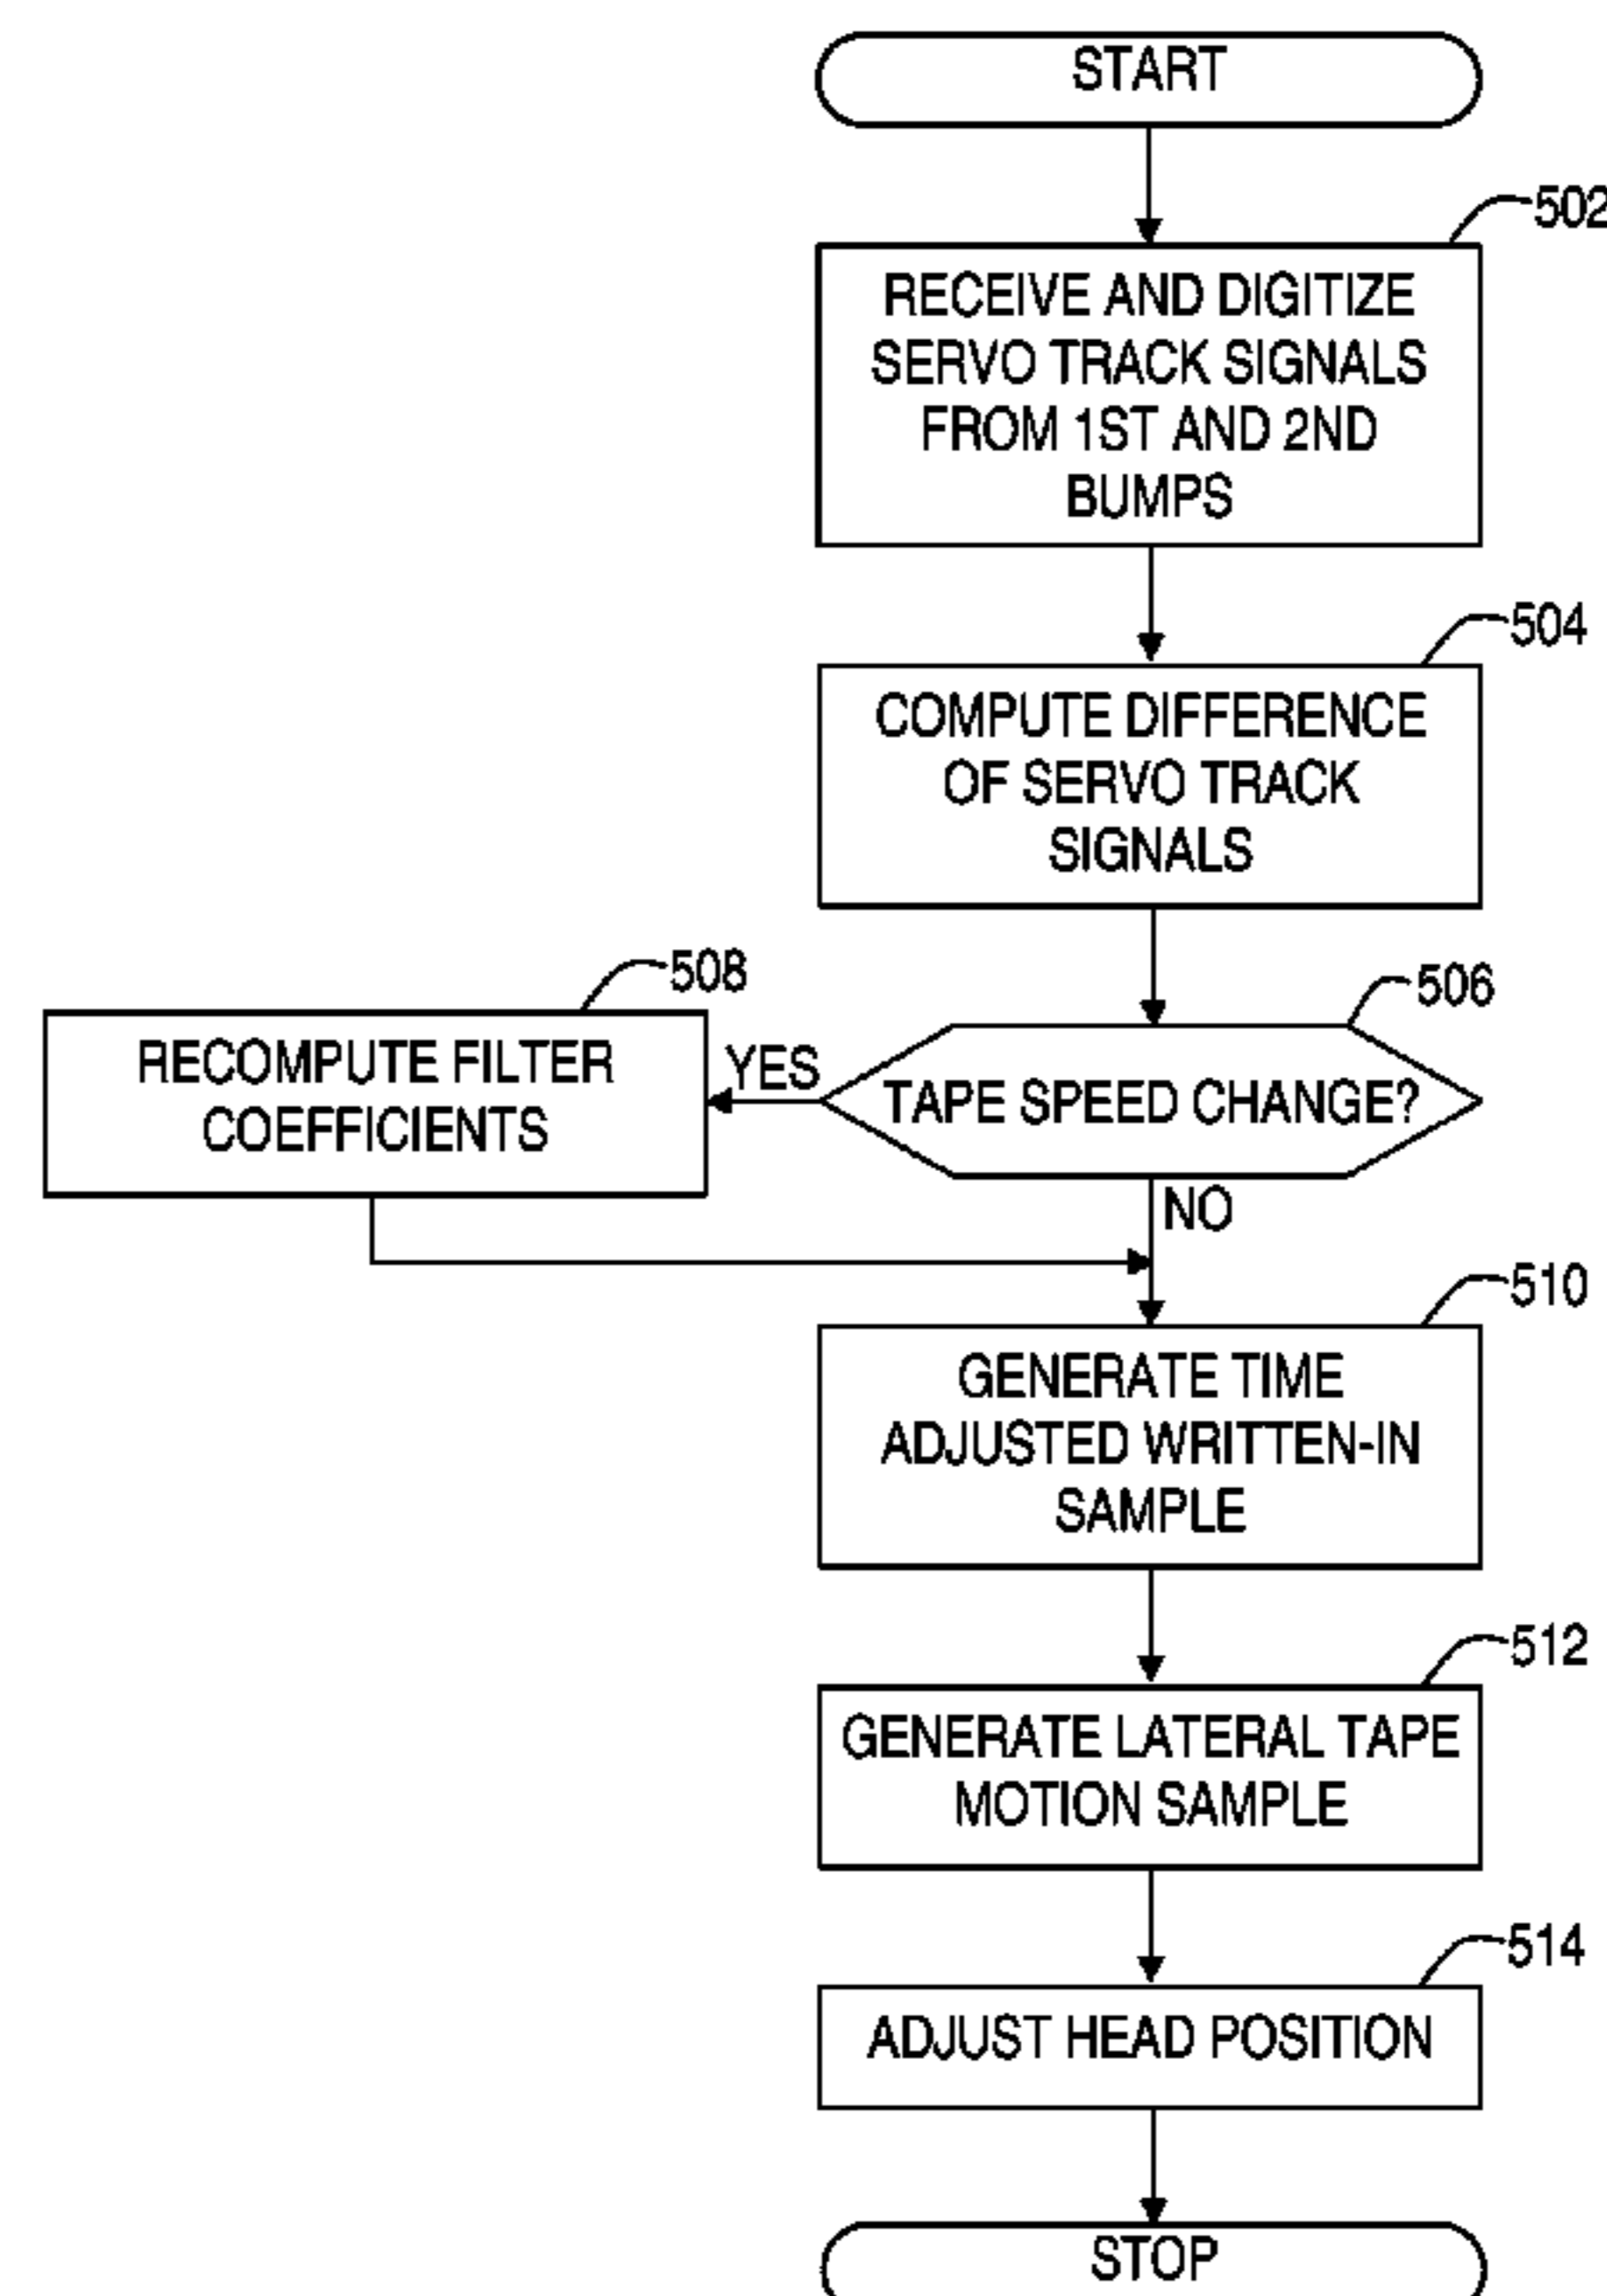 START
502
RECEIVE AND DIGITIZE
SERVO TRACK SIGNALS
FROM 1ST AND 2ND
BUMPS
504
COMPUTE DIFFERENCE
OF SERVO TRACK
SIGNALS
506
TAPE SPEED CHANGE?
YES
508
RECOMPUTE FILTER
COEFFICIENTS
NO
510
GENERATE TIME
ADJUSTED WRITTEN-IN
SAMPLE
512
GENERATE LATERAL TAPE
MOTION SAMPLE
514
ADJUST HEAD POSITION
STOP